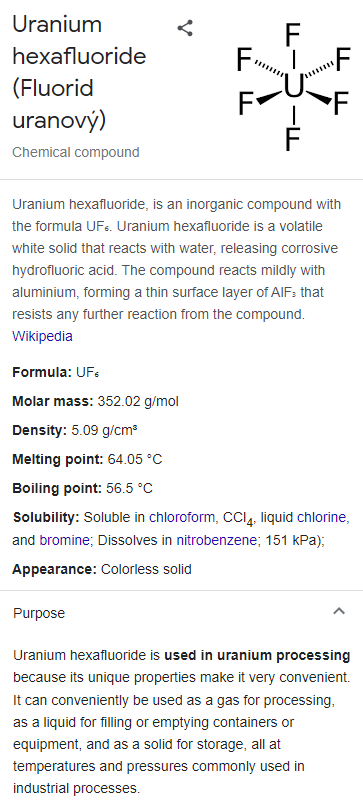 Uranium
hexafluoride
(Fluorid
uranový)
Chemical compound
F
F F
U
F F
F
Uranium hexafluoride, is an inorganic compound with
the formula UF₆. Uranium hexafluoride is a volatile
white solid that reacts with water, releasing corrosive
hydrofluoric acid. The compound reacts mildly with
aluminium, forming a thin surface layer of AlF₃ that
resists any further reaction from the compound.
Wikipedia
Formula: UF₆
Molar mass: 352.02 g/mol
Density: 5.09 g/cm³
Melting point: 64.05 °C
Boiling point: 56.5 °C
Solubility: Soluble in chloroform, CCl₄, liquid chlorine,
and bromine; Dissolves in nitrobenzene; 151 kPa);
Appearance: Colorless solid
Purpose
Uranium hexafluoride is used in uranium processing
because its unique properties make it very convenient.
It can conveniently be used as a gas for processing,
as a liquid for filling or emptying containers or
equipment, and as a solid for storage, all at
temperatures and pressures commonly used in
industrial processes.